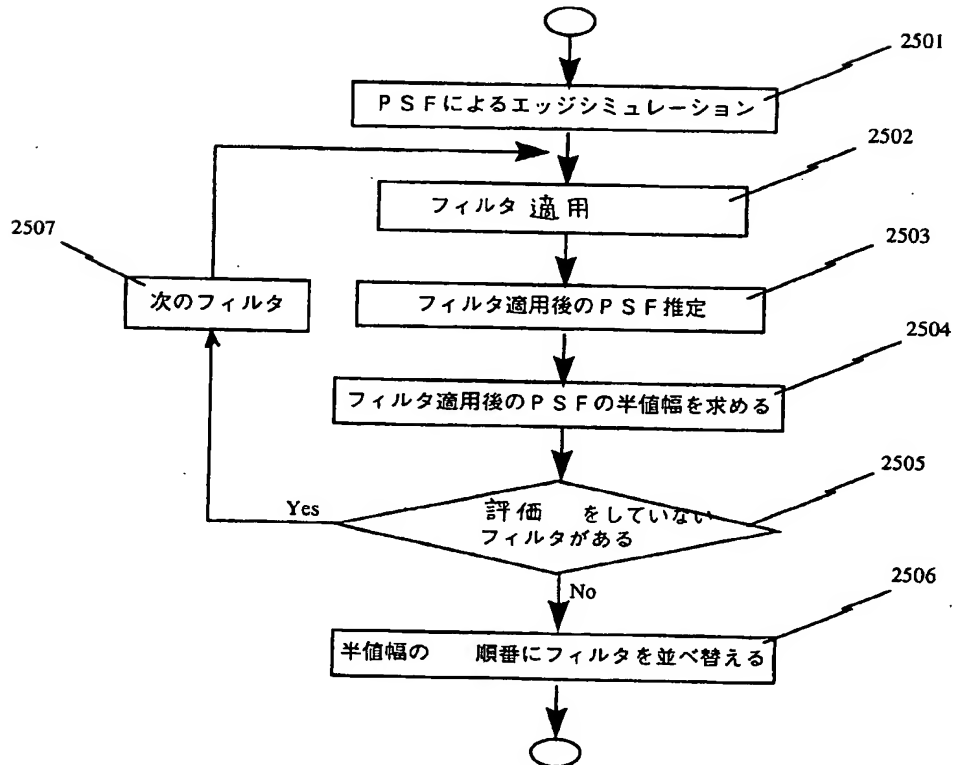 2501
PSFによるエッジシミュレーション
2502
フィルタ 適用
2507
2503
次のフィルタ
フィルタ適用後のPSF推定
2504
フィルタ適用後のPSFの半値幅を求める
2505
Yes
評価 をしていない
フィルタがある
2506
No
半値幅の 順番にフィルタを並べ替える